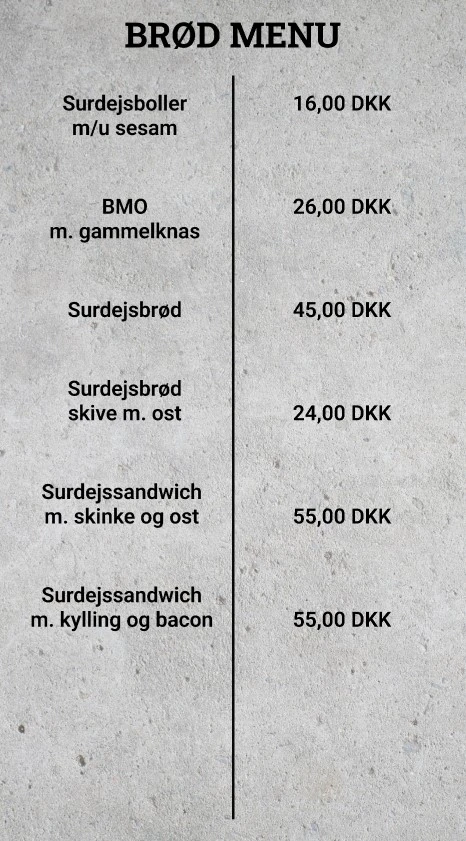 BRØD MENU
Surdejsboller
m/u sesam
16,00 DKK
BMO
m. gammelknas
26,00 DKK
Surdejsbrød
45,00 DKK
Surdejsbrød
skive m. ost
24,00 DKK
Surdejssandwich
m. skinke og ost
55,00 DKK
Surdejssandwich
m. kylling og bacon
55,00 DKK